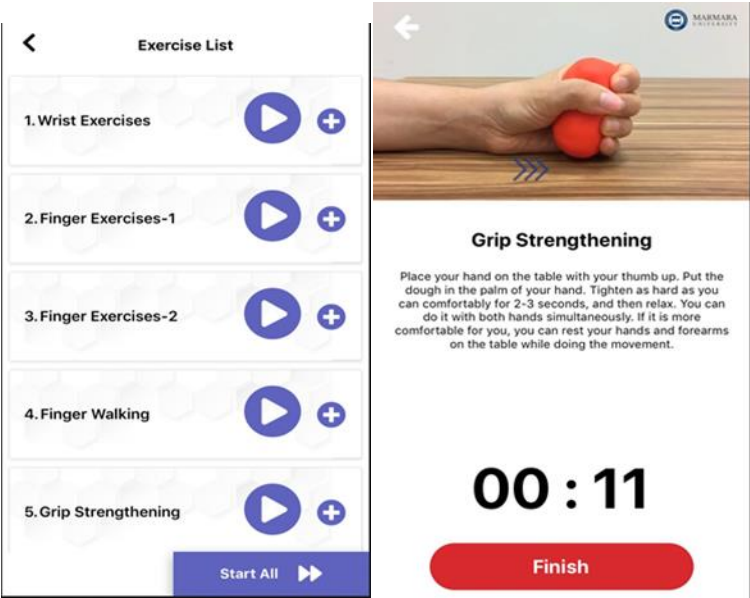 Exercise List
1. Wrist Exercises
2. Finger Exercises-1
3. Finger Exercises-2
4. Finger Walking
5. Grip Strengthening
Start All
MARMARA
UNIVERSITY
Grip Strengthening
Place your hand on the table with your thumb up. Put the
dough in the palm of your hand. Tighten as hard as you
can comfortably for 2-3 seconds, and then relax. You can
do it with both hands simultaneously. If it is more
comfortable for you, you can rest your hands and forearms
on the table while doing the movement.
00 : 11
Finish